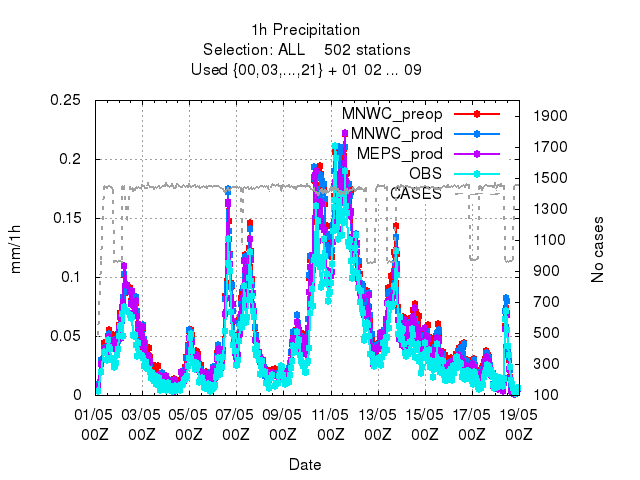 1h Precipitation
Selection: ALL    502 stations
Used {00,03,...,21} + 01 02 ... 09
MNWC_preop
MNWC_prod
MEPS_prod
OBS
CASES
mm/1h
0.25
0.2
0.15
0.1
0.05
0
1900
1700
1500
1300
1100
900
700
500
300
100
No cases
01/05 03/05 05/05 07/05 09/05 11/05 13/05 15/05 17/05 19/05
00Z 00Z 00Z 00Z 00Z 00Z 00Z 00Z 00Z 00Z
Date